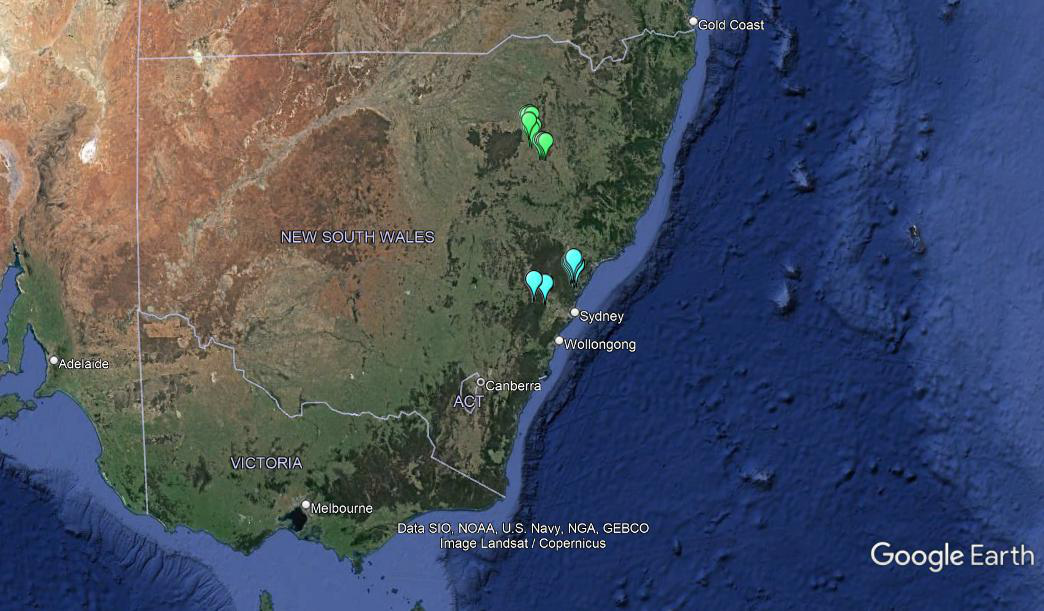 Gold Coast
NEW SOUTH WALES
Sydney
Wollongong
Adelaide
Canberra
ACT
VICTORIA
Melbourne
Data SIO, NOAA, U.S. Navy, NGA, GEBCO
Image Landsat / Copernicus
Google Earth